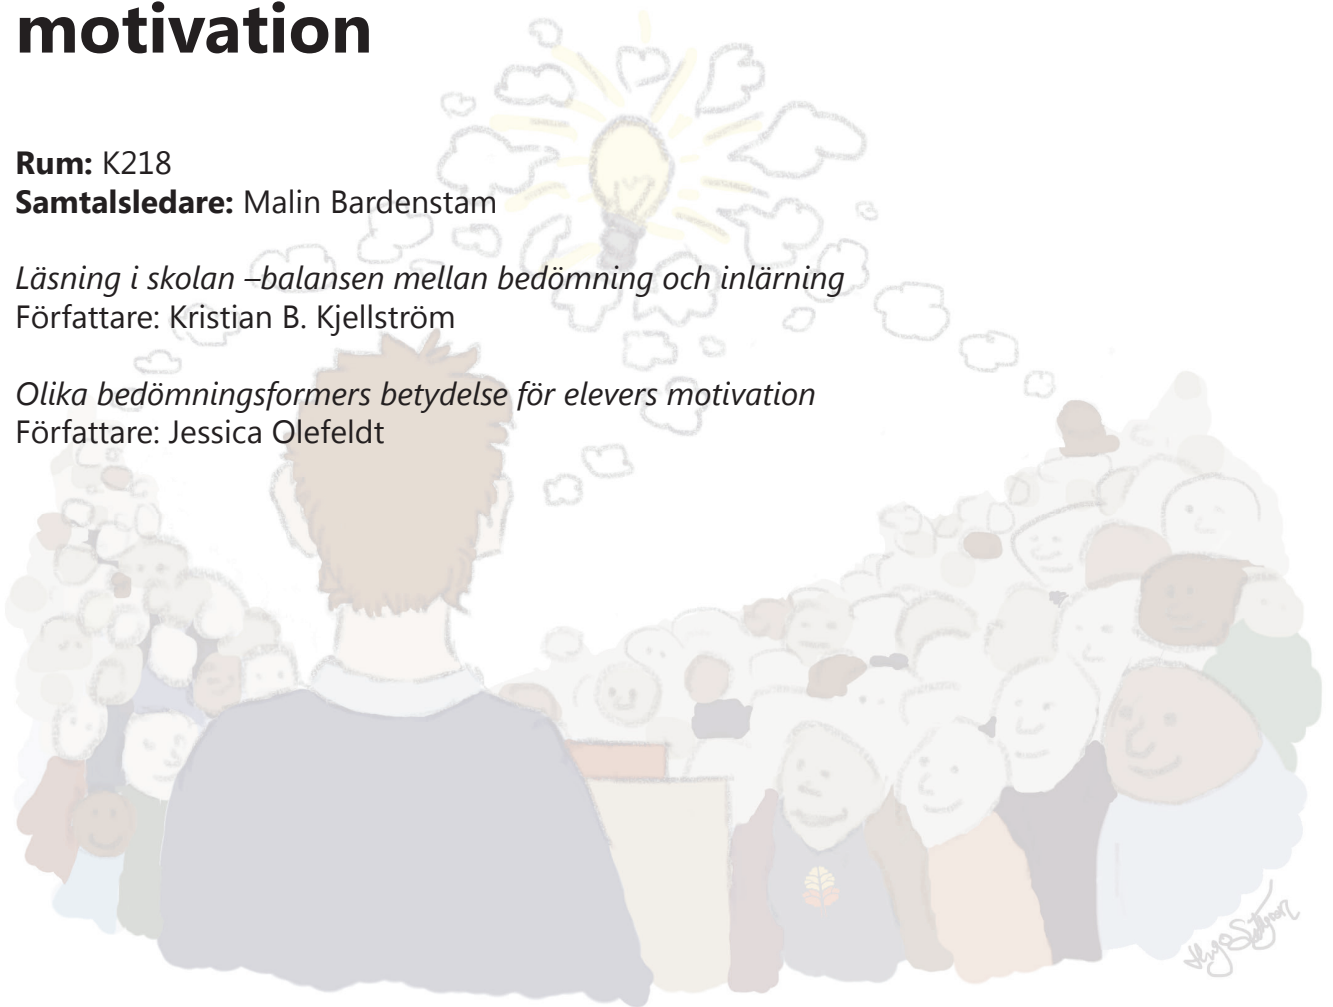 motivation
Rum: K218
Samtalsledare: Malin Bardenstam
Läsning i skolan –balansen mellan bedömning och inlärning
Författare: Kristian B. Kjellström
Olika bedömningsformers betydelse för elevers motivation
Författare: Jessica Olefeldt